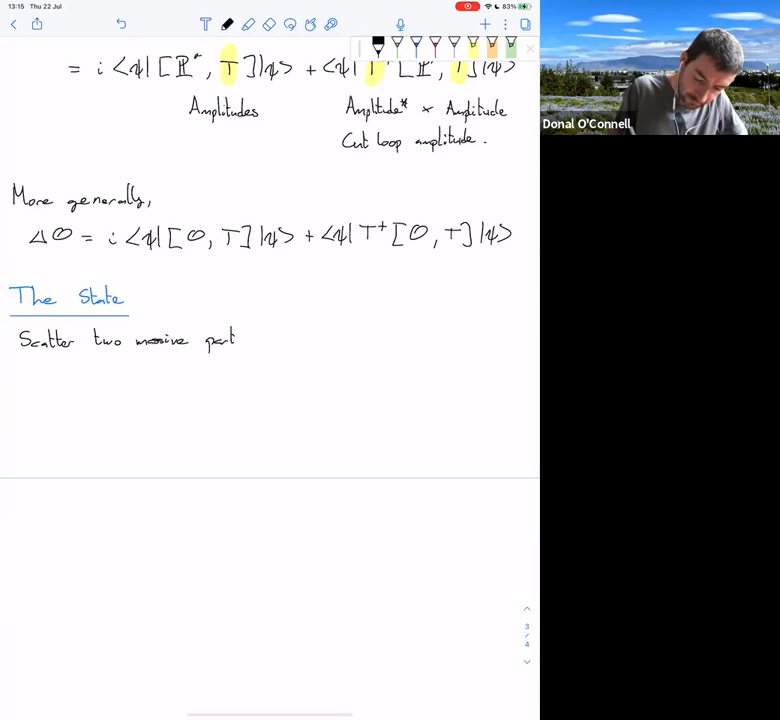 13:15 Thu 22 Jul
83%
= i <ψ| [ℙ^μ, T]|ψ> + <ψ| T† [ℙ^μ, T]|ψ>
Amplitudes
Amplitude* × Amplitude
Cut loop amplitude.
More generally,
Δ𝒪 = i <ψ| [𝒪, T] |ψ> + <ψ| T† [𝒪, T] |ψ>
The State
Scatter two massive part
3
/
4
Donal O'Connell